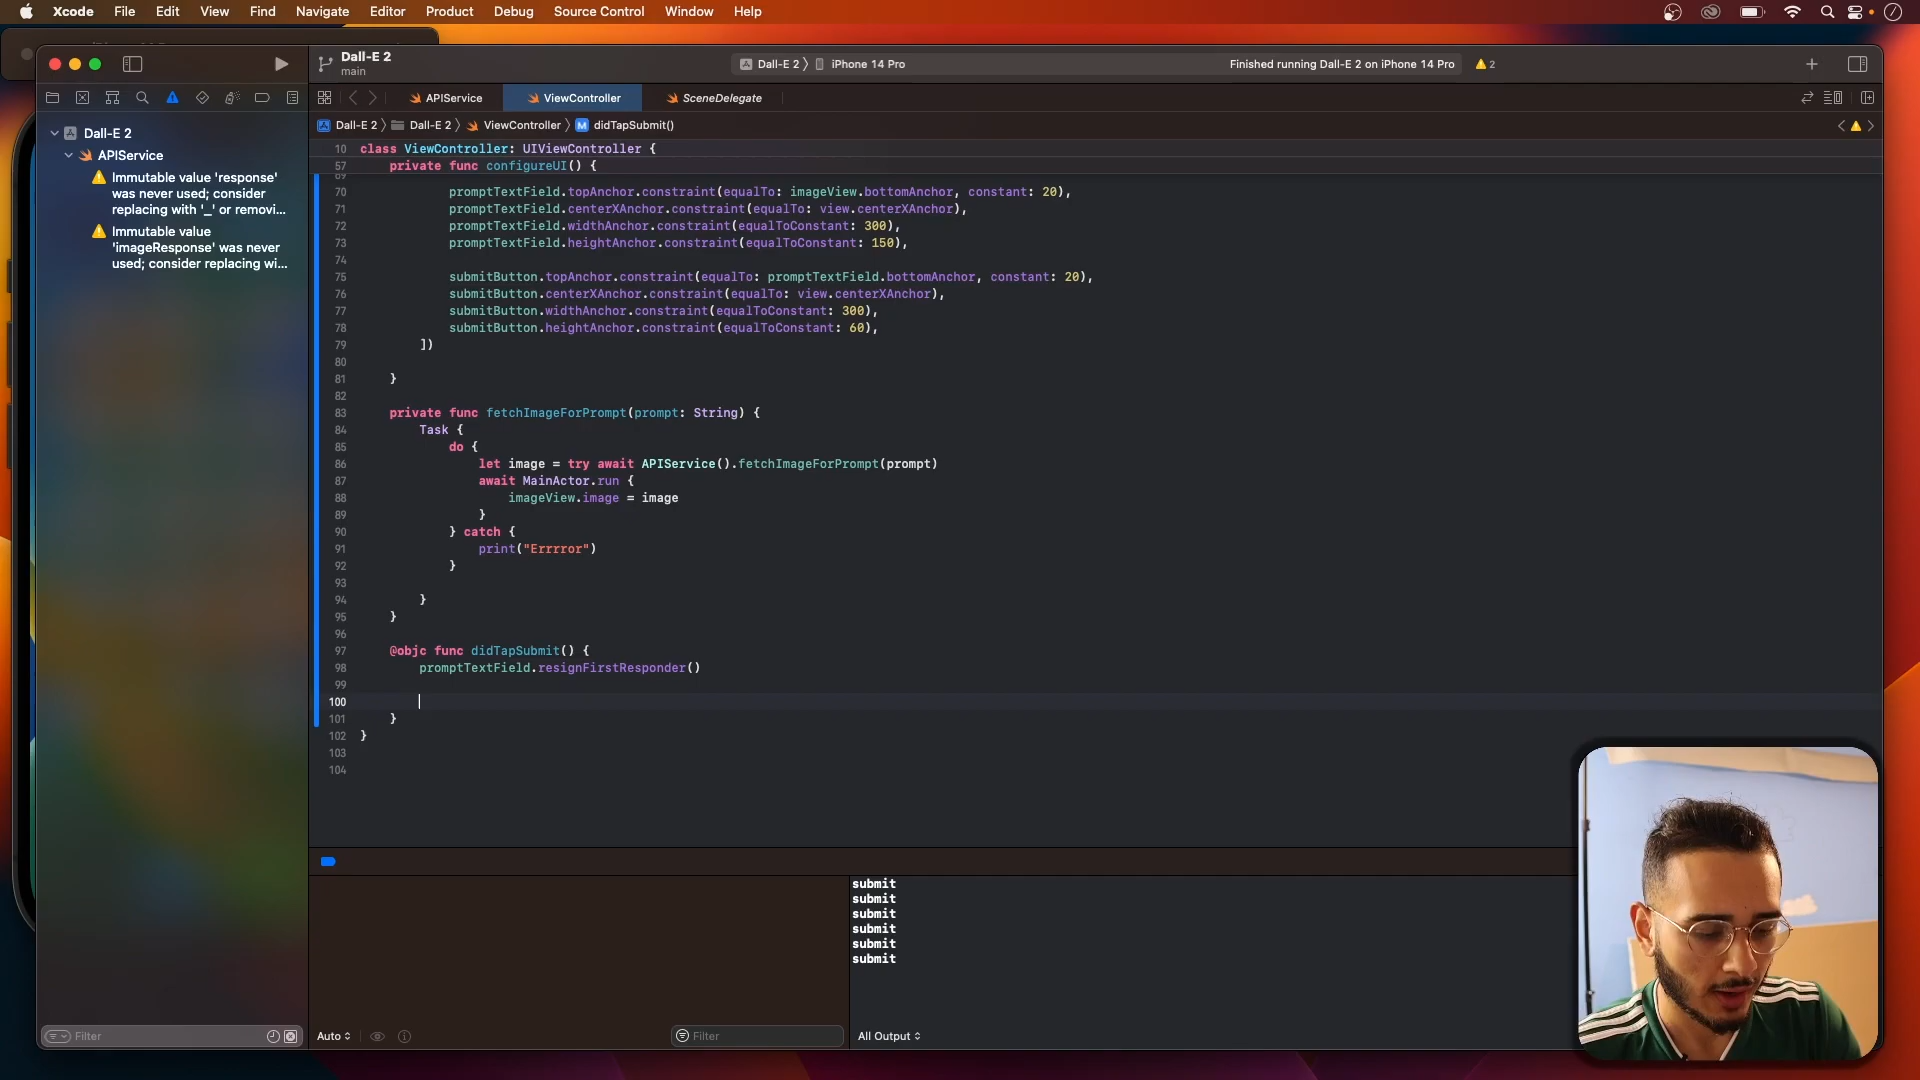 Xcode File Edit View Find Navigate Editor Product Debug Source Control Window Help
Dall-E 2
main
Dall-E 2 iPhone 14 Pro
Finished running Dall-E 2 on iPhone 14 Pro
2
APIService ViewController SceneDelegate
Dall-E 2 Dall-E 2 ViewController M didTapSubmit()
Dall-E 2
APIService
Immutable value 'response'
was never used; consider
replacing with '_' or removi...
Immutable value
'imageResponse' was never
used; consider replacing wi...
10 class ViewController: UIViewController {
57 private func configureUI() {
69
70 promptTextField.topAnchor.constraint(equalTo: imageView.bottomAnchor, constant: 20),
71 promptTextField.centerXAnchor.constraint(equalTo: view.centerXAnchor),
72 promptTextField.widthAnchor.constraint(equalToConstant: 300),
73 promptTextField.heightAnchor.constraint(equalToConstant: 150),
74
75 submitButton.topAnchor.constraint(equalTo: promptTextField.bottomAnchor, constant: 20),
76 submitButton.centerXAnchor.constraint(equalTo: view.centerXAnchor),
77 submitButton.widthAnchor.constraint(equalToConstant: 300),
78 submitButton.heightAnchor.constraint(equalToConstant: 60),
79 ])
80
81 }
82
83 private func fetchImageForPrompt(prompt: String) {
84 Task {
85 do {
86 let image = try await APIService().fetchImageForPrompt(prompt)
87 await MainActor.run {
88 imageView.image = image
89 }
90 } catch {
91 print("Errrror")
92 }
93
94 }
95 }
96
97 @objc func didTapSubmit() {
98 promptTextField.resignFirstResponder()
99
100
101 }
102 }
103
104
submit
submit
submit
submit
submit
submit
Filter
Auto
Filter
All Output